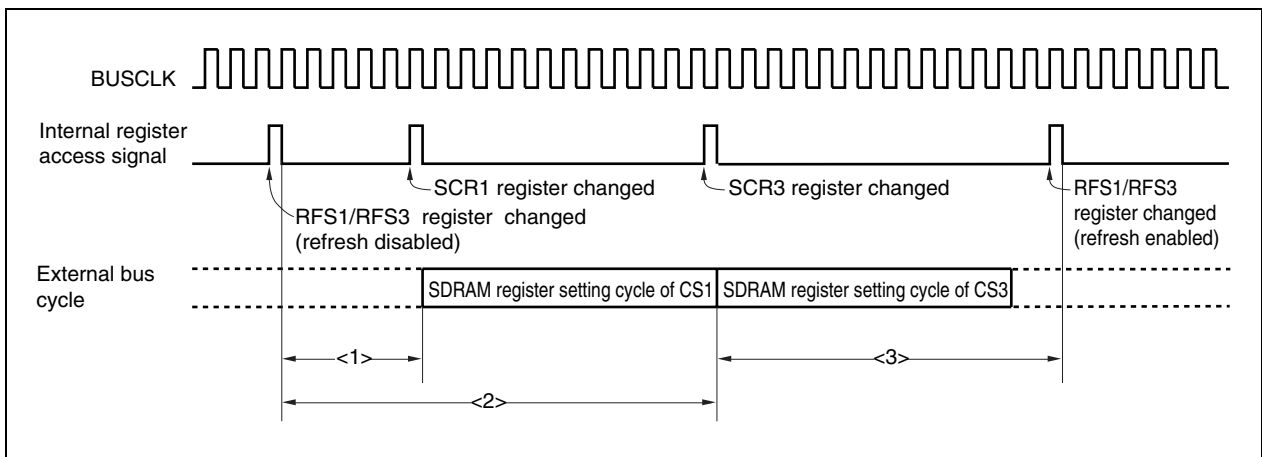 BUSCLK
Internal register
access signal
SCR1 register changed
SCR3 register changed
RFS1/RFS3
register changed
(refresh enabled)
RFS1/RFS3 register changed
(refresh disabled)
External bus
cycle
SDRAM register setting cycle of CS1
SDRAM register setting cycle of CS3
<1>
<3>
<2>